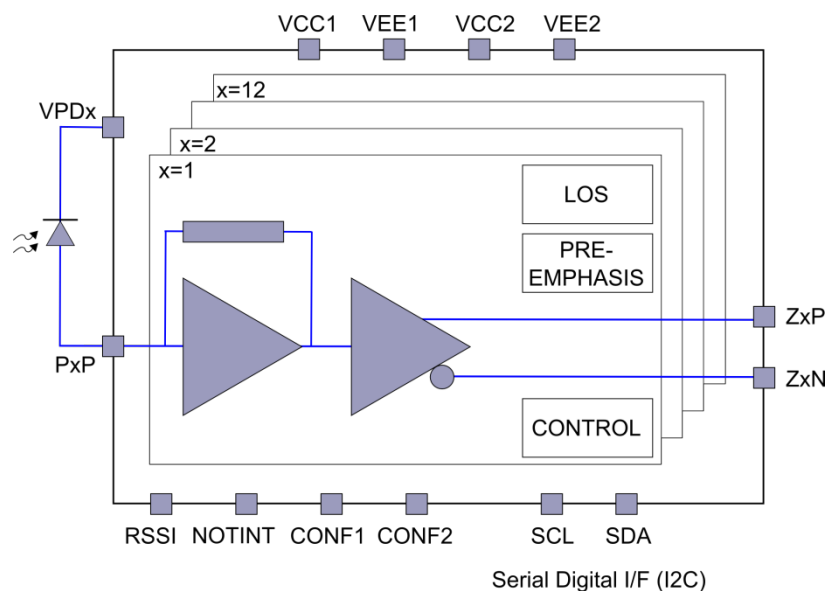 VCC1 VEE1 VCC2 VEE2
x=12
VPDx
x=2
x=1
LOS
PRE-
EMPHASIS
ZxP
PxP
ZxN
CONTROL
RSSI NOTINT CONF1 CONF2 SCL SDA
Serial Digital I/F (I2C)